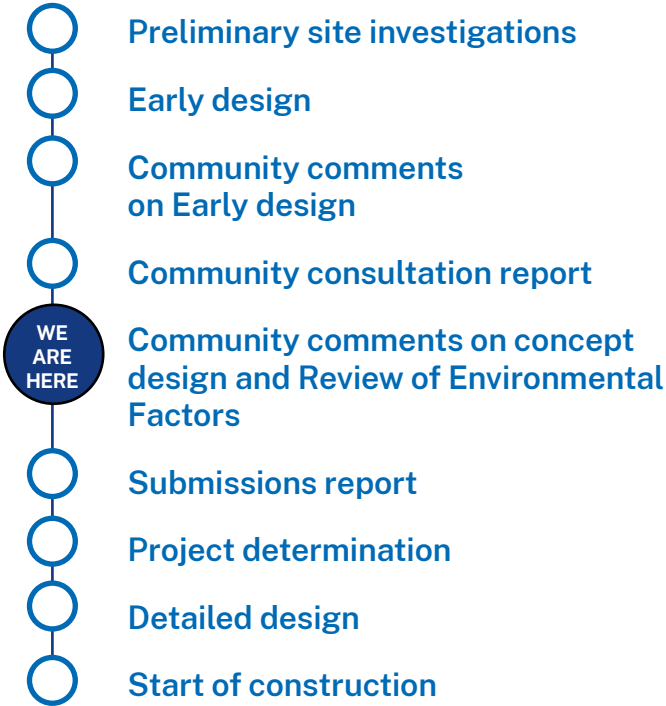 Preliminary site investigations
Early design
Community comments
on Early design
Community consultation report
WE
ARE
HERE
Community comments on concept
design and Review of Environmental
Factors
Submissions report
Project determination
Detailed design
Start of construction